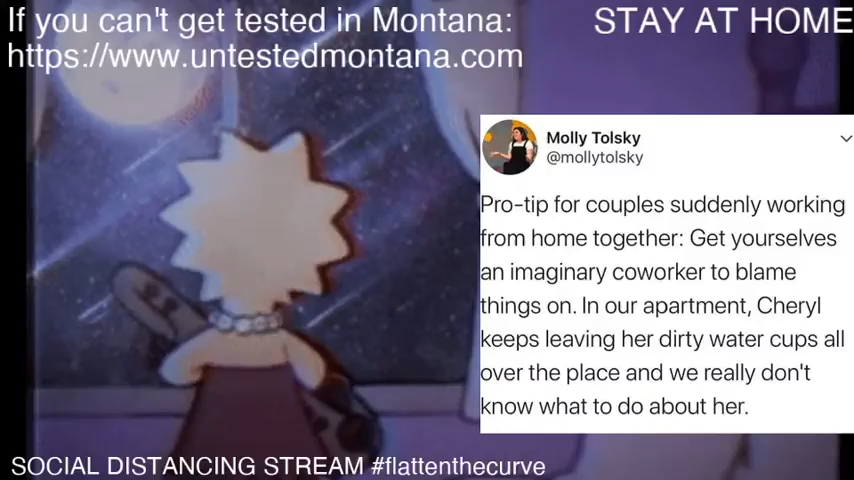 If you can't get tested in Montana:
https://www.untestedmontana.com
STAY AT HOME
Molly Tolsky
@mollytolsky
Pro-tip for couples suddenly working
from home together: Get yourselves
an imaginary coworker to blame
things on. In our apartment, Cheryl
keeps leaving her dirty water cups all
over the place and we really don't
know what to do about her.
SOCIAL DISTANCING STREAM #flattenthecurve